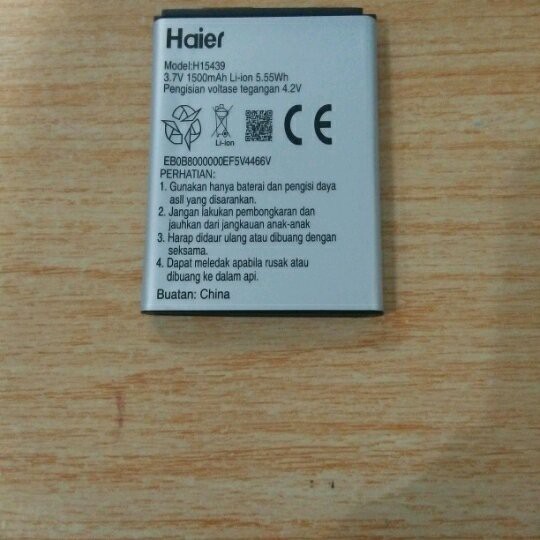 Haier
Model:H15439
3.7V 1500mAh Li-ion 5.55Wh
Pengisian voltase tegangan 4.2V
Li-ion
CE
EB0B8000000EF5V4466V
PERHATIAN:
1. Gunakan hanya baterai dan pengisi daya
asll yang disarankan.
2. Jangan lakukan pembongkaran dan
jauhkan dari jangkauan anak-anak
3. Harap didaur ulang atau dibuang dengan
seksama.
4. Dapat meledak apabila rusak atau
dibuang ke dalam api.
Buatan: China